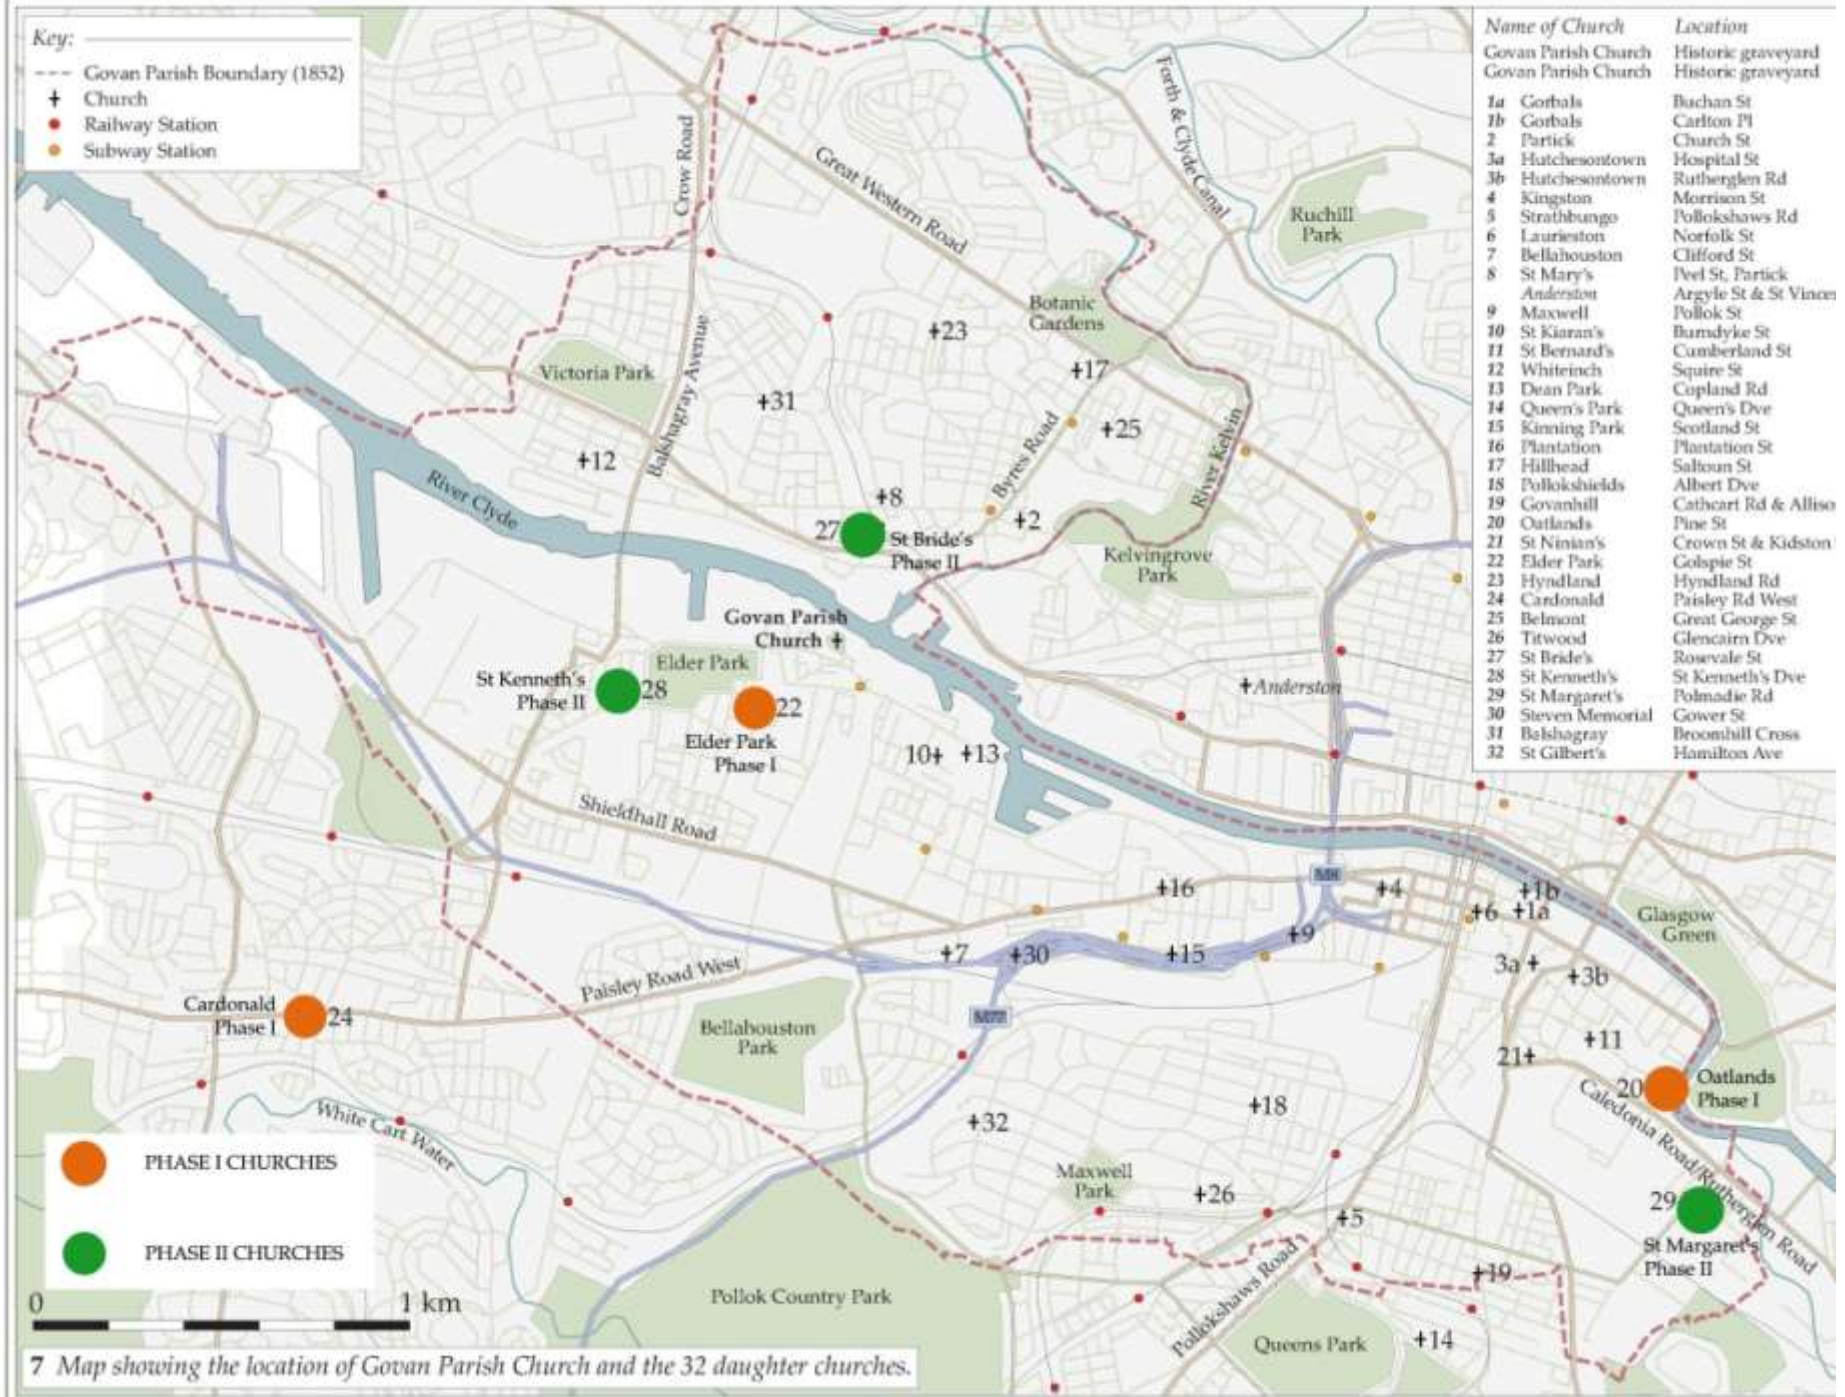 Key:
Govan Parish Boundary (1852)
Church
Railway Station
Subway Station
Name of Church Location
Govan Parish Church Historic graveyard
Govan Parish Church Historic graveyard
1a Gorbals Buchan St
1b Gorbals Carlton Pl
2 Partick Church St
3a Hutchesontown Hospital St
3b Hutchesontown Rutherglen Rd
4 Kingston Morrison St
5 Strathbungo Pollokshaws Rd
6 Laurieston Norfolk St
7 Bellahouston Clifford St
8 St Mary's Peel St, Partick
Anderston Argyle St & St Vincen
9 Maxwell Pollok St
10 St Kiaran's Burndyke St
11 St Bernard's Cumberland St
12 Whiteinch Squire St
13 Dean Park Copland Rd
14 Queen's Park Queen's Dve
15 Kinning Park Scotland St
16 Plantation Plantation St
17 Hillhead Saltoun St
18 Pollokshields Albert Dve
19 Govanhill Cathcart Rd & Alliso
20 Oatlands Pine St
21 St Ninian's Crown St & Kidston
22 Elder Park Golspie St
23 Hyndland Hyndland Rd
24 Cardonald Paisley Rd West
25 Belmont Great George St
26 Titwood Glencairn Dve
27 St Bride's Rosevale St
28 St Kenneth's St Kenneth's Dve
29 St Margaret's Polmadie Rd
30 Steven Memorial Gower St
31 Balshagray Broomhill Cross
32 St Gilbert's Hamilton Ave
Crow Road
Great Western Road
Forth & Clyde Canal
Ruchill
Park
Botanic
Gardens
23
Victoria Park
17
31
Balshagray Avenue
25
12
Byres Road
River Kelvin
River Clyde
8
2
27
St Bride's
Phase II
Kelvingrove
Park
Govan Parish
Church
Elder Park
St Kenneth's
Phase II
28
22
Anderston
Elder Park
Phase I
10
13
Shieldhall Road
M8
16
4
1b
6
1a
Glasgow
Green
9
7
30
15
3a
3b
Paisley Road West
Cardonald
Phase I
24
M77
Bellahouston
Park
11
21
20
Oatlands
Phase I
18
32
White Cart Water
Caledonia Road/Rutherglen Road
PHASE I CHURCHES
Maxwell
Park
26
5
29
St Margaret's
Phase II
PHASE II CHURCHES
19
Pollok Country Park
Pollokshaws Road
0 1 km
Queens Park
14
7 Map showing the location of Govan Parish Church and the 32 daughter churches.